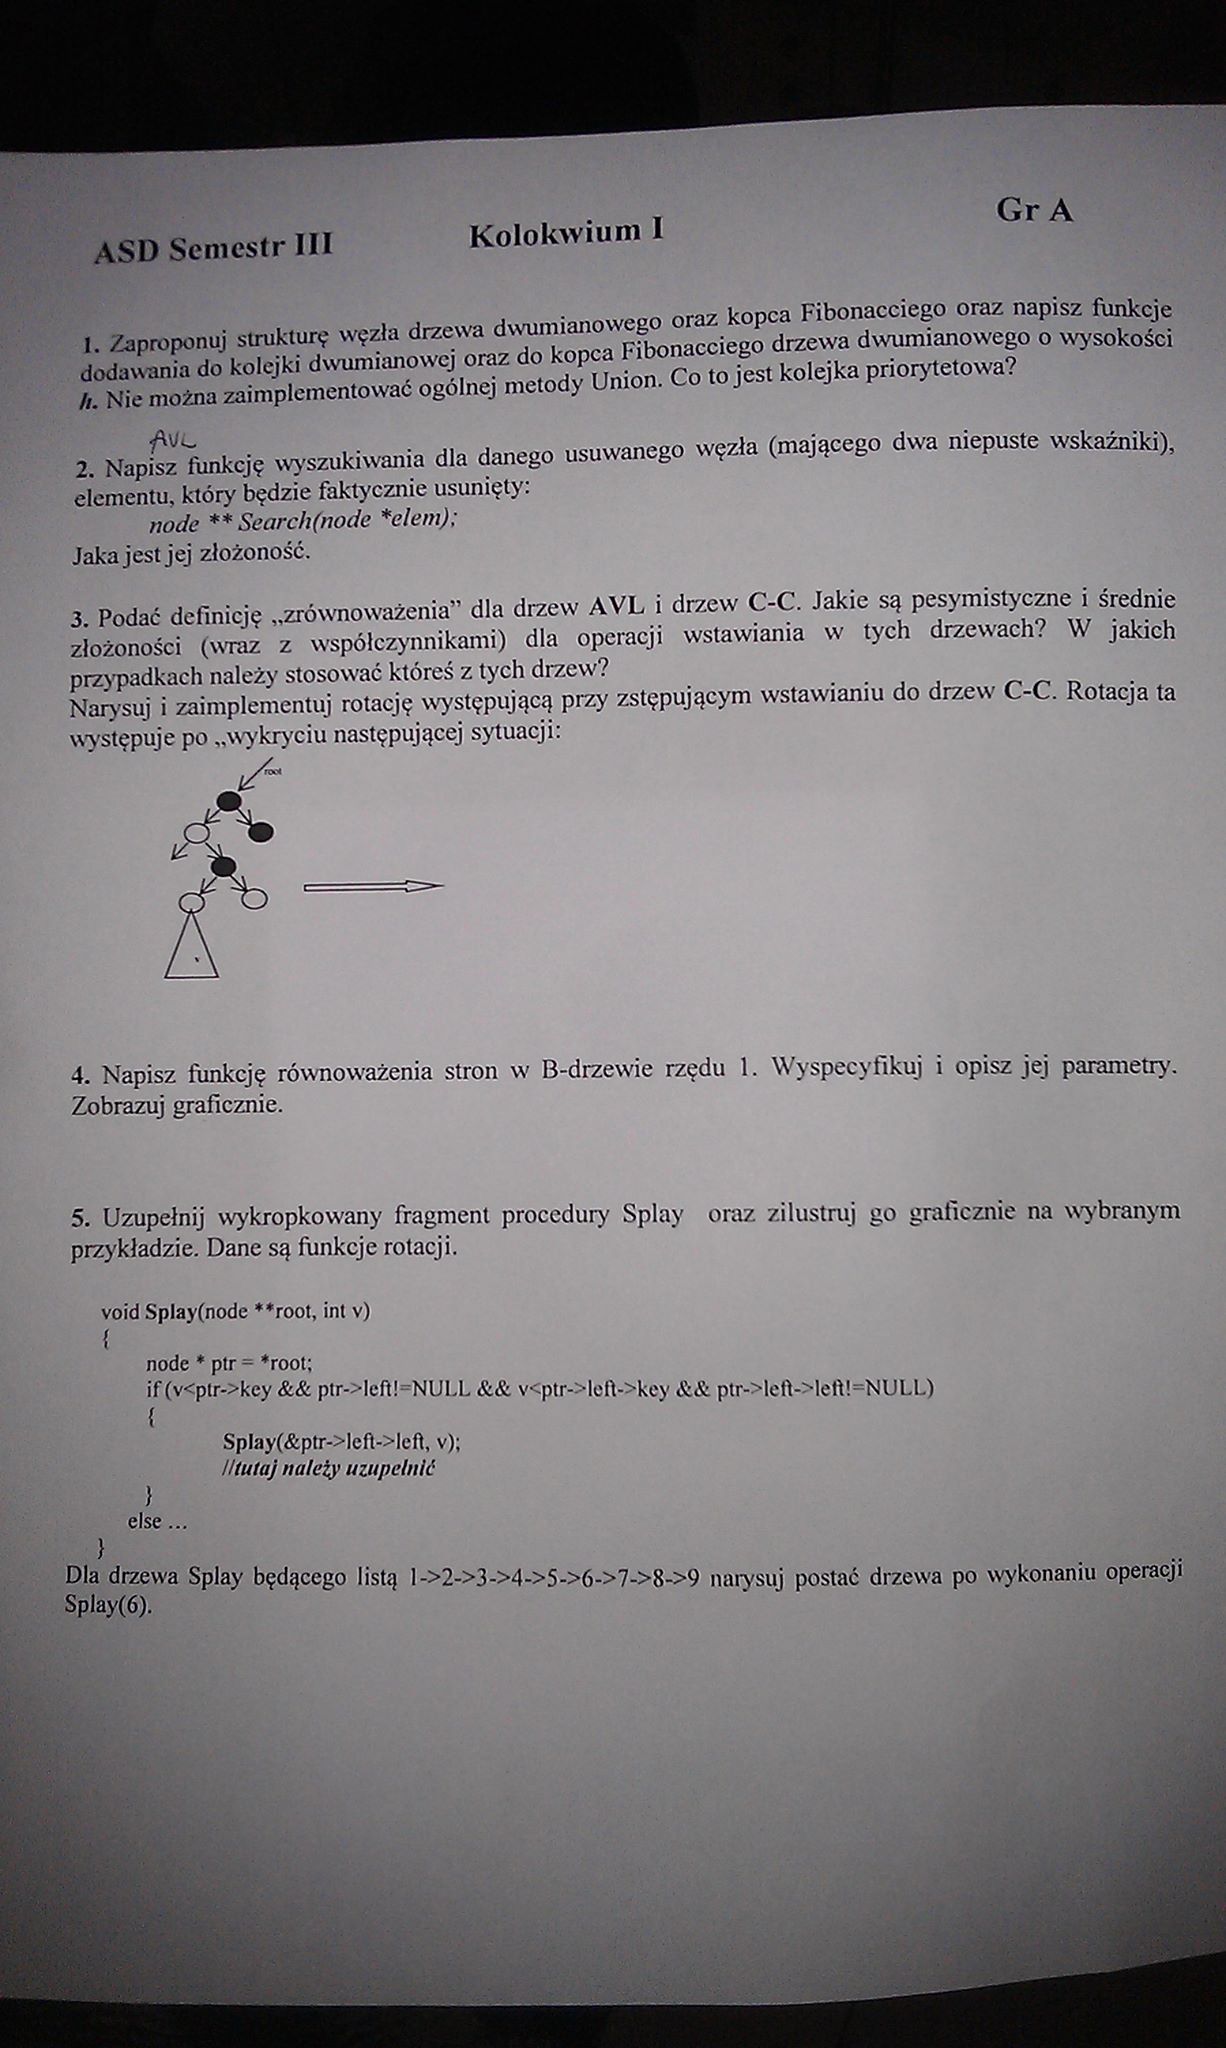 ASD Semestr III Kolokwium I Gr A
1. Zaproponuj strukturę węzła drzewa dwumianowego oraz kopca Fibonacciego oraz napisz funkcje
dodawania do kolejki dwumianowej oraz do kopca Fibonacciego drzewa dwumianowego o wysokości
h. Nie można zaimplementować ogólnej metody Union. Co to jest kolejka priorytetowa?
AVL
2. Napisz funkcję wyszukiwania dla danego usuwanego węzła (mającego dwa niepuste wskaźniki),
elementu, który będzie faktycznie usunięty:
node ** Search(node *elem);
Jaka jest jej złożoność.
3. Podać definicję „zrównoważenia” dla drzew AVL i drzew C-C. Jakie są pesymistyczne i średnie
złożoności (wraz z współczynnikami) dla operacji wstawiania w tych drzewach? W jakich
przypadkach należy stosować któreś z tych drzew?
Narysuj i zaimplementuj rotację występującą przy zstępującym wstawianiu do drzew C-C. Rotacja ta
występuje po „wykryciu następującej sytuacji:
root
4. Napisz funkcję równoważenia stron w B-drzewie rzędu 1. Wyspecyfikuj i opisz jej parametry.
Zobrazuj graficznie.
5. Uzupełnij wykropkowany fragment procedury Splay oraz zilustruj go graficznie na wybranym
przykładzie. Dane są funkcje rotacji.
void Splay(node **root, int v)
{
node * ptr = *root;
if (v<ptr->key && ptr->left!=NULL && v<ptr->left->key && ptr->left->left!=NULL)
{
Splay(&ptr->left->left, v);
//tutaj należy uzupełnić
}
else ...
}
Dla drzewa Splay będącego listą 1->2->3->4->5->6->7->8->9 narysuj postać drzewa po wykonaniu operacji
Splay(6).